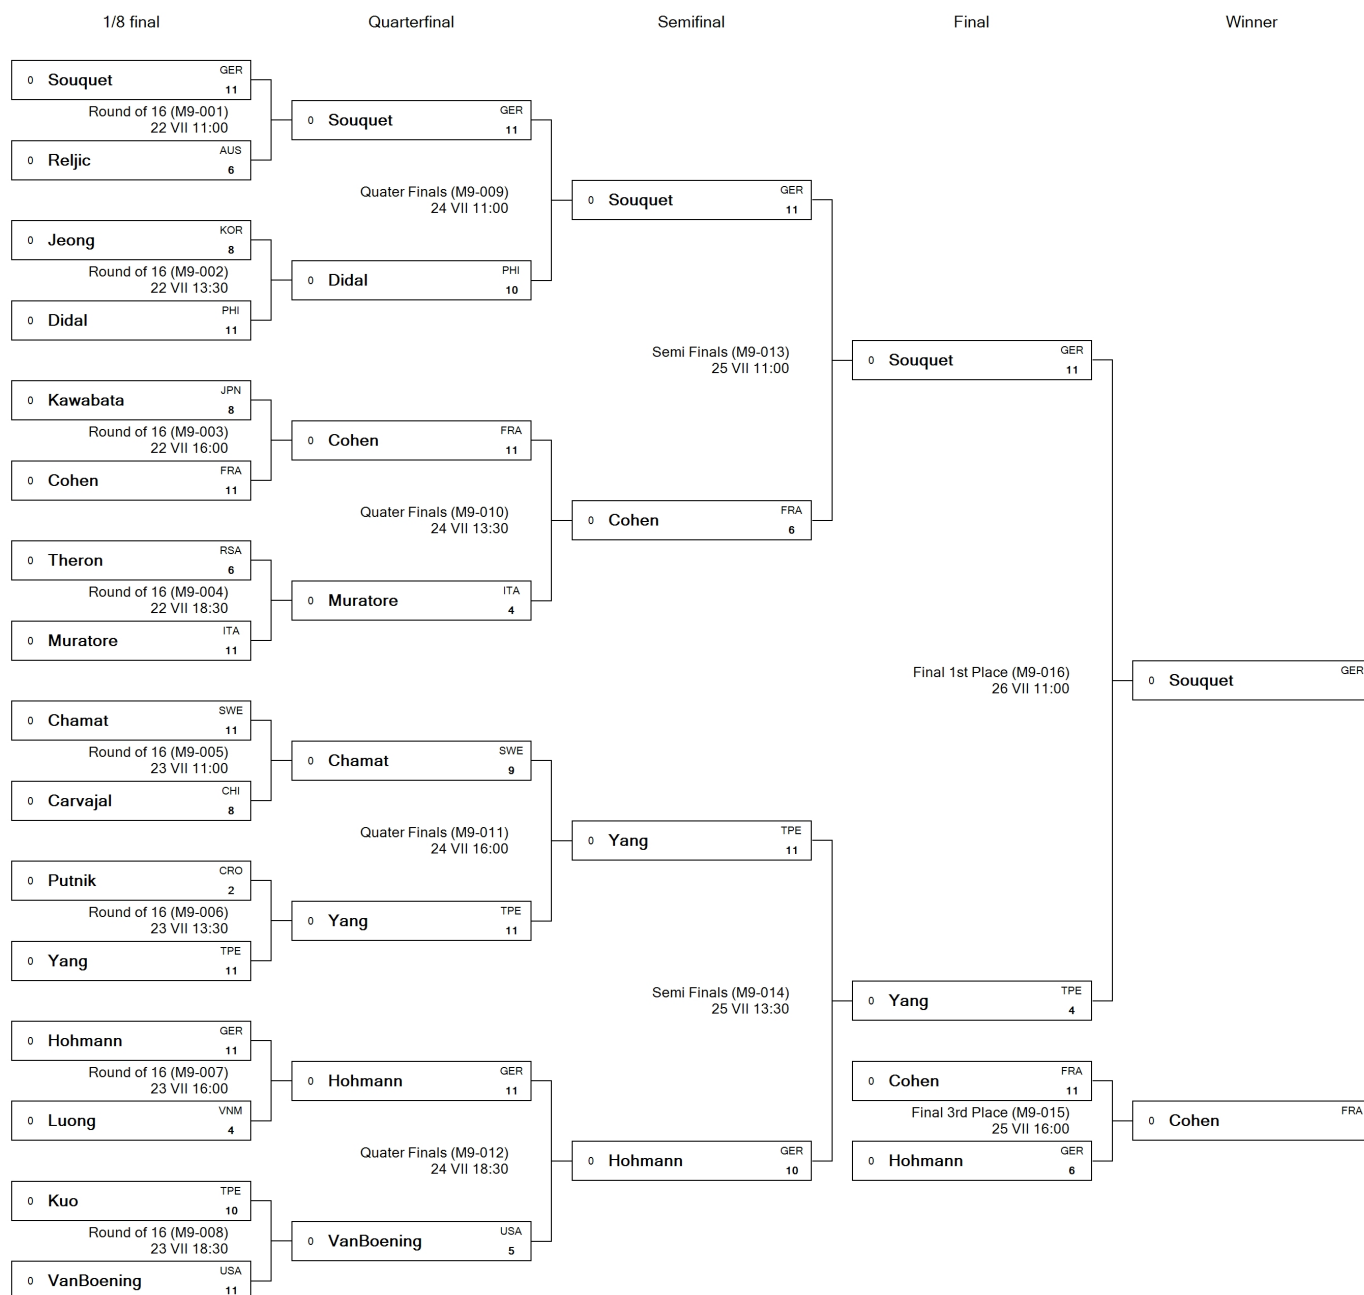 1/8 final
Quarterfinal
Semifinal
Final
Winner
0 Souquet GER 11
Round of 16 (M9-001)
22 VII 11:00
0 Reljic AUS 6
0 Jeong KOR 8
Round of 16 (M9-002)
22 VII 13:30
0 Didal PHI 11
0 Kawabata JPN 8
Round of 16 (M9-003)
22 VII 16:00
0 Cohen FRA 11
0 Theron RSA 6
Round of 16 (M9-004)
22 VII 18:30
0 Muratore ITA 11
0 Chamat SWE 11
Round of 16 (M9-005)
23 VII 11:00
0 Carvajal CHI 8
0 Putnik CRO 2
Round of 16 (M9-006)
23 VII 13:30
0 Yang TPE 11
0 Hohmann GER 11
Round of 16 (M9-007)
23 VII 16:00
0 Luong VNM 4
0 Kuo TPE 10
Round of 16 (M9-008)
23 VII 18:30
0 VanBoening USA 11
0 Souquet GER 11
Quater Finals (M9-009)
24 VII 11:00
0 Didal PHI 10
0 Cohen FRA 11
Quater Finals (M9-010)
24 VII 13:30
0 Muratore ITA 4
0 Chamat SWE 9
Quater Finals (M9-011)
24 VII 16:00
0 Yang TPE 11
0 Hohmann GER 11
Quater Finals (M9-012)
24 VII 18:30
0 VanBoening USA 5
0 Souquet GER 11
Semi Finals (M9-013)
25 VII 11:00
0 Cohen FRA 6
0 Yang TPE 11
Semi Finals (M9-014)
25 VII 13:30
0 Hohmann GER 10
0 Souquet GER 11
Final 1st Place (M9-016)
26 VII 11:00
0 Yang TPE 4
0 Cohen FRA 11
Final 3rd Place (M9-015)
25 VII 16:00
0 Hohmann GER 6
0 Souquet GER
0 Cohen FRA